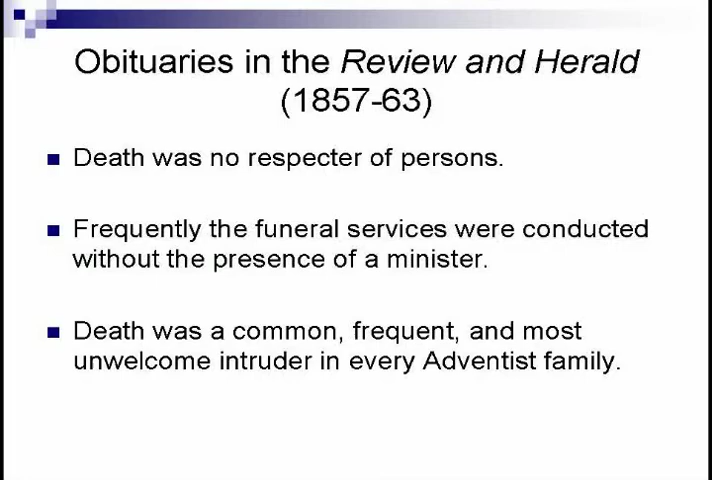 Obituaries in the Review and Herald
(1857-63)
Death was no respecter of persons.
Frequently the funeral services were conducted
without the presence of a minister.
Death was a common, frequent, and most
unwelcome intruder in every Adventist family.